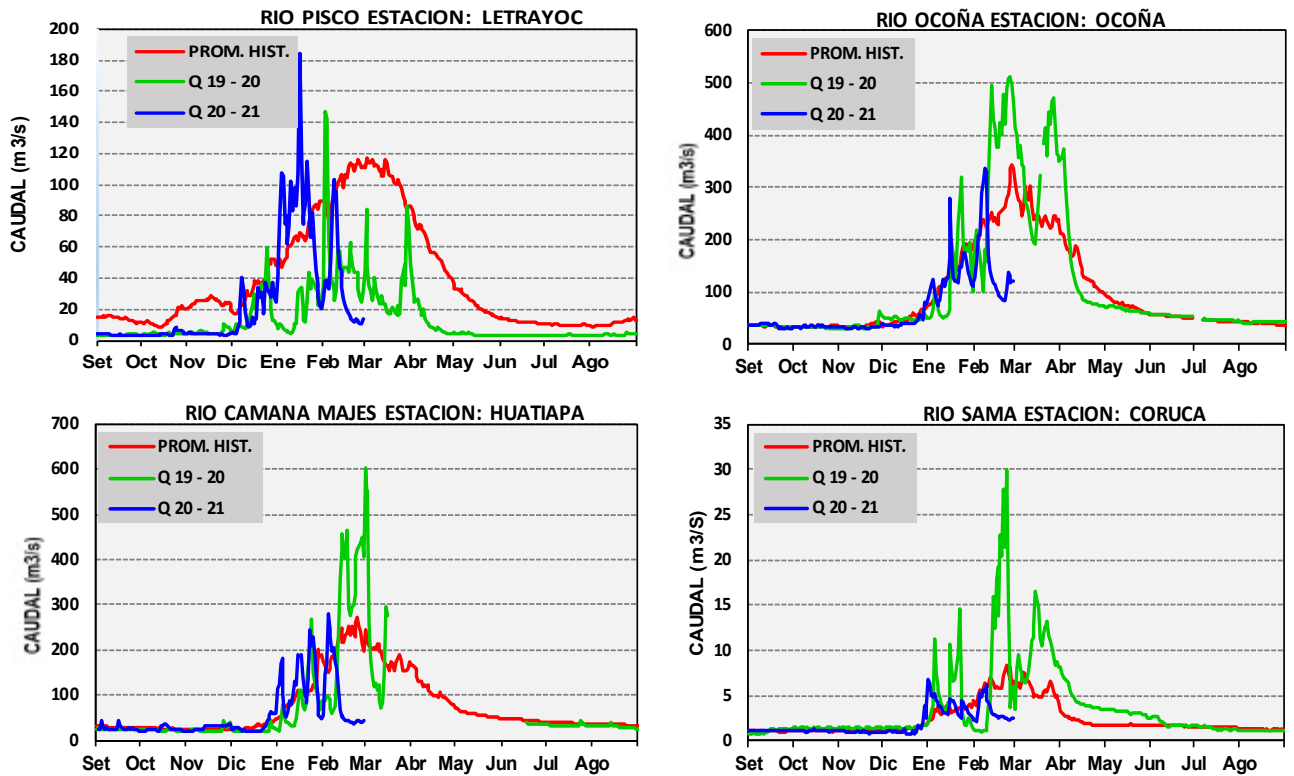 RIO PISCO ESTACION: LETRAYOC
CAUDAL (m3/s)
200
180
160
140
120
100
80
60
40
20
0
PROM. HIST.
Q 19 - 20
Q 20 - 21
Set Oct Nov Dic Ene Feb Mar Abr May Jun Jul Ago
RIO OCOÑA ESTACION: OCOÑA
CAUDAL (m3/s)
600
500
400
300
200
100
0
PROM. HIST.
Q 19 - 20
Q 20 - 21
Set Oct Nov Dic Ene Feb Mar Abr May Jun Jul Ago
RIO CAMANA MAJES ESTACION: HUATIAPA
CAUDAL (m3/s)
700
600
500
400
300
200
100
0
PROM. HIST.
Q 19 - 20
Q 20 - 21
Set Oct Nov Dic Ene Feb Mar Abr May Jun Jul Ago
RIO SAMA ESTACION: CORUCA
CAUDAL (m3/S)
35
30
25
20
15
10
5
0
PROM. HIST.
Q 19 - 20
Q 20 - 21
Set Oct Nov Dic Ene Feb Mar Abr May Jun Jul Ago